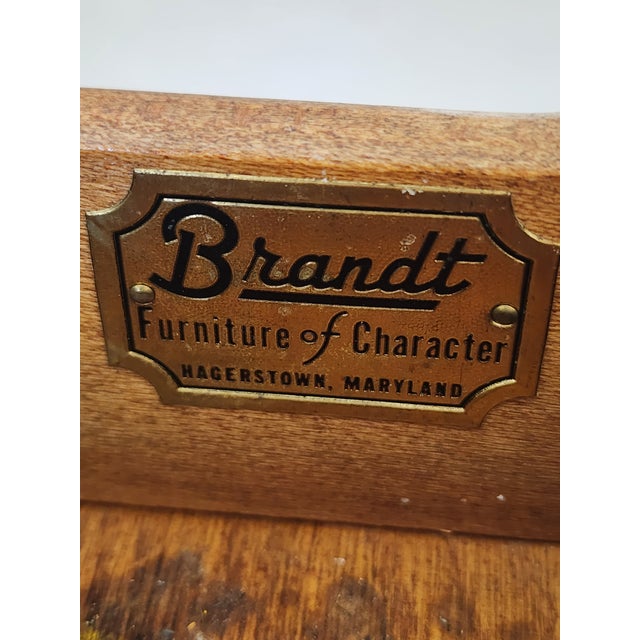 Brandt
Furniture of Character
HAGERSTOWN, MARYLAND